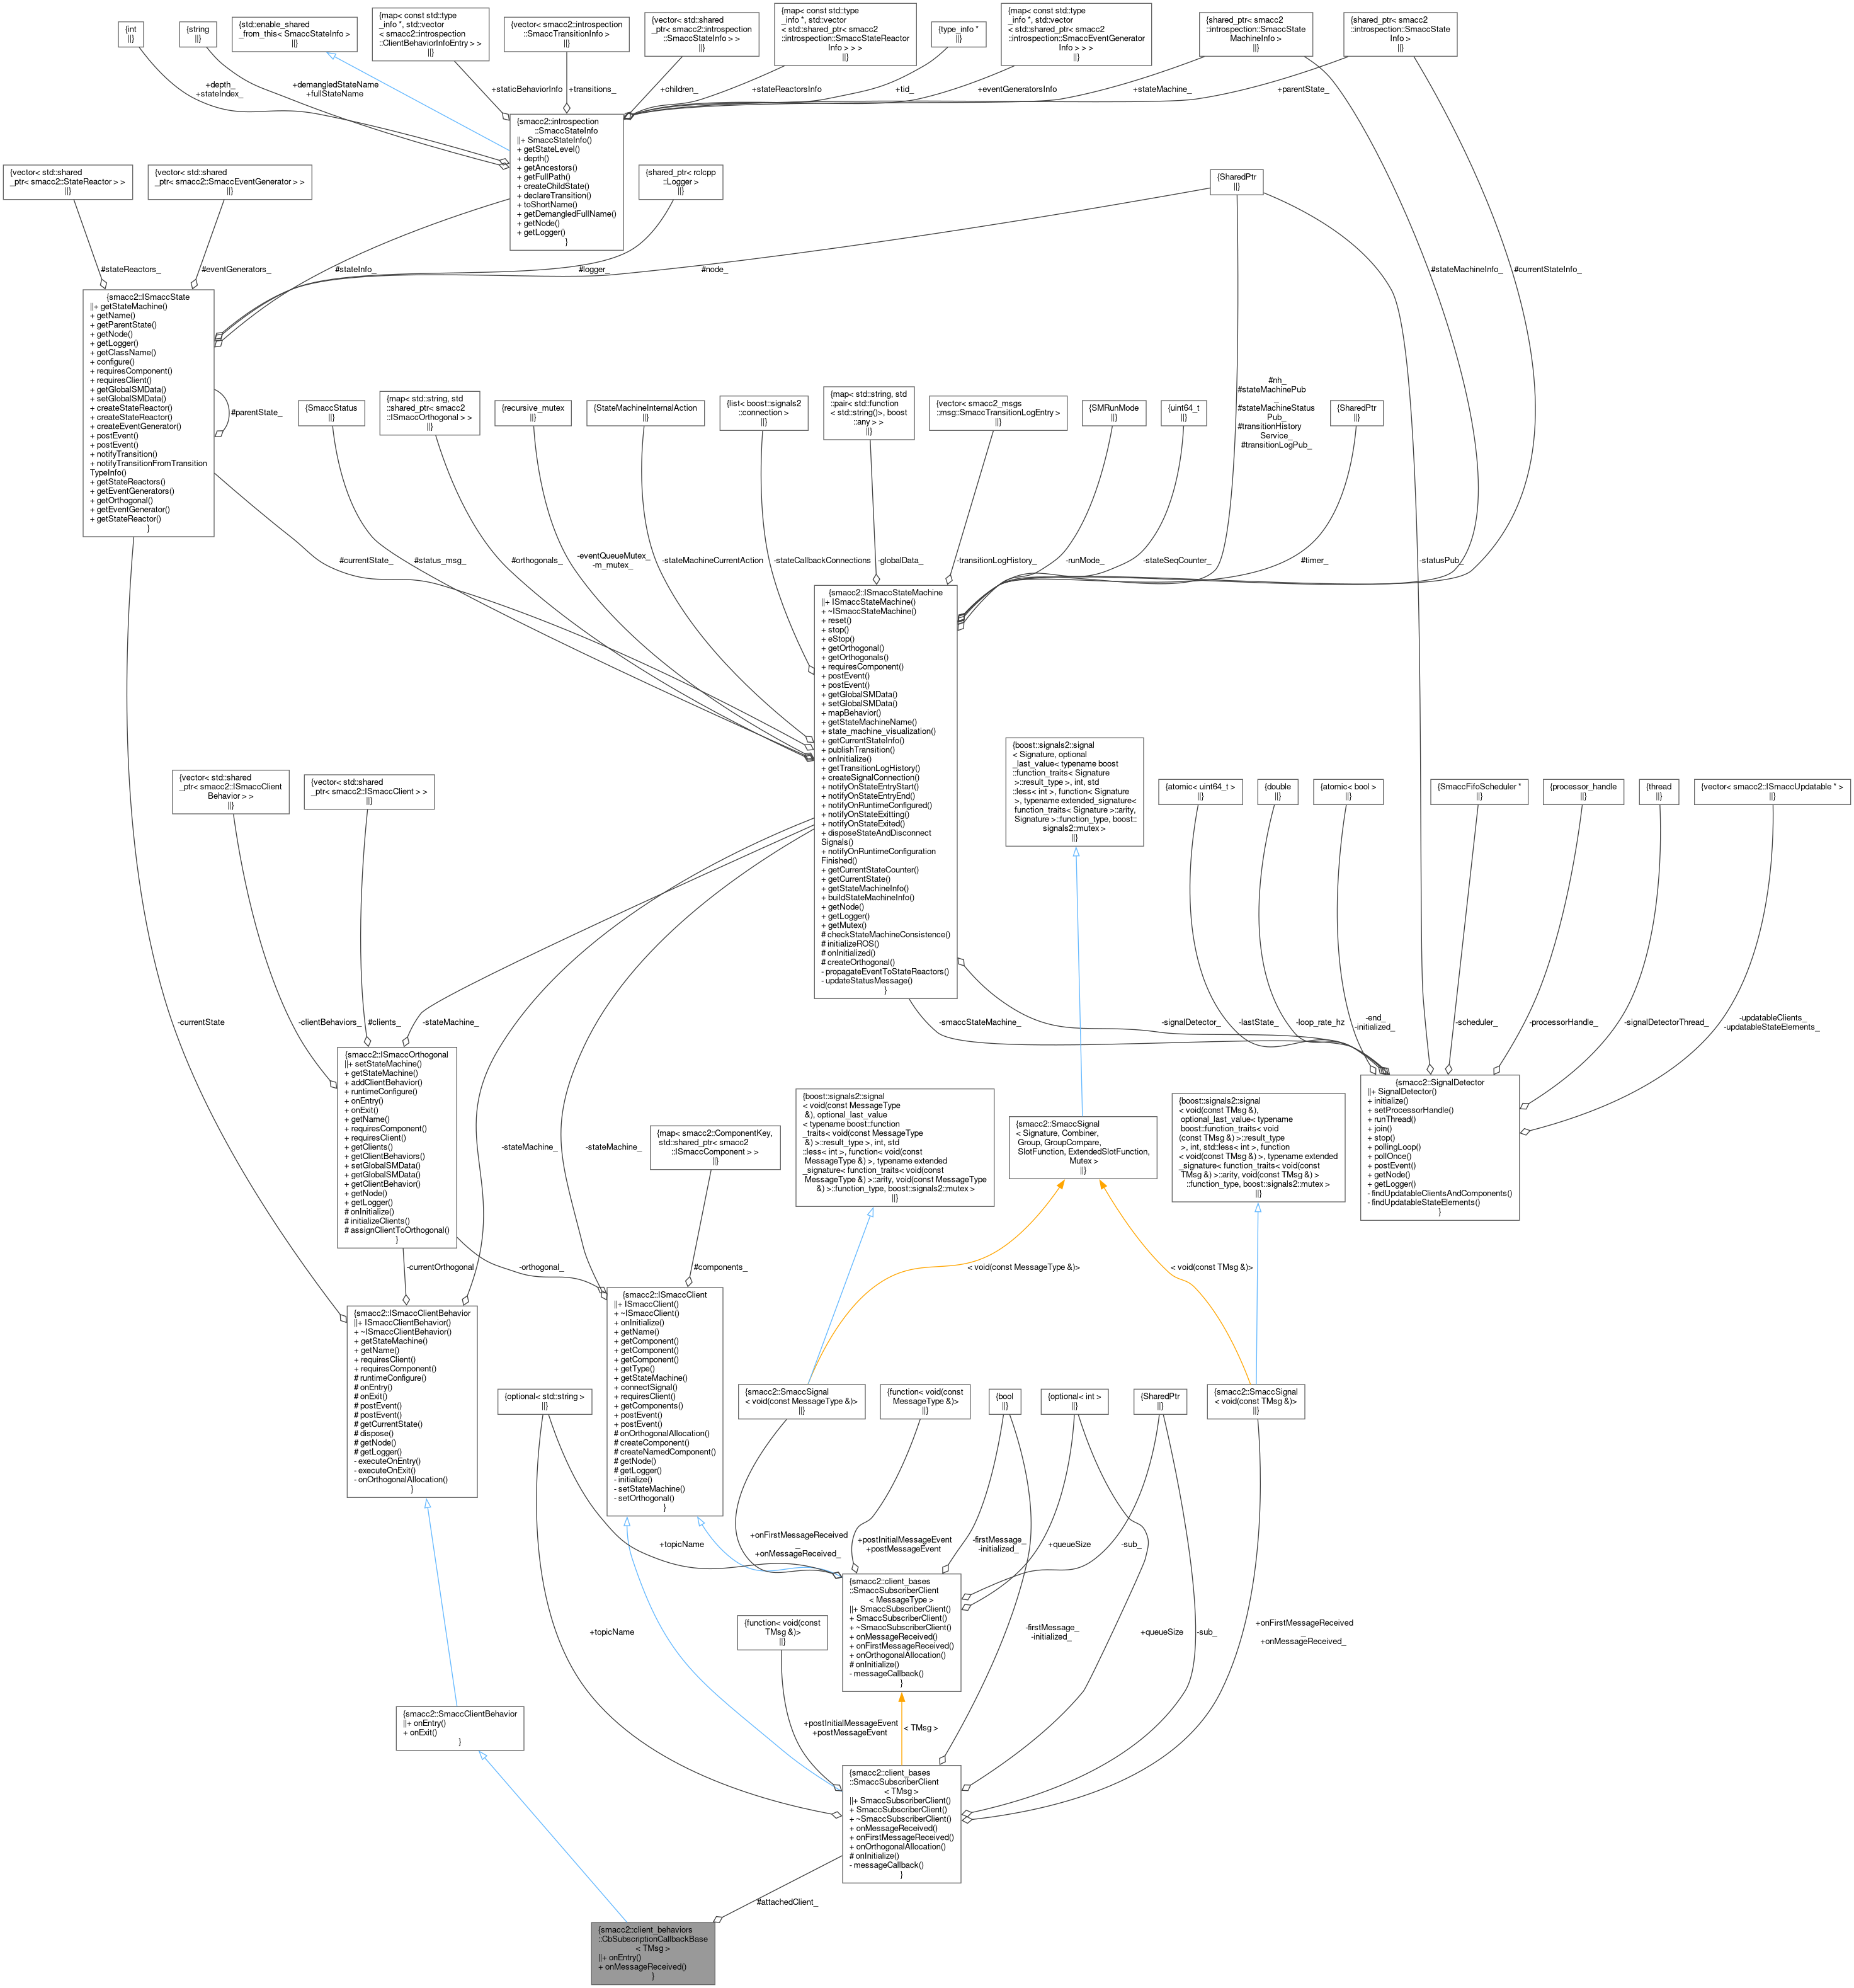 {int
||}
{string
||}
{std::enable_shared
_from_this< SmaccStateInfo >
||}
{map< const std::type
_info *, std::vector
< smacc2::introspection
::ClientBehaviorInfoEntry > >
||}
{vector< smacc2::introspection
::SmaccTransitionInfo >
||}
{vector< std::shared
_ptr< smacc2::introspection
::SmaccStateInfo > >
||}
{map< const std::type
_info *, std::vector
< std::shared_ptr< smacc2
::introspection::SmaccStateReactor
Info > > >
||}
{type_info *
||}
{map< const std::type
_info *, std::vector
< std::shared_ptr< smacc2
::introspection::SmaccEventGenerator
Info > > >
||}
{shared_ptr< smacc2
::introspection::SmaccState
MachineInfo >
||}
{shared_ptr< smacc2
::introspection::SmaccState
Info >
||}
+depth_
+stateIndex_
+demangledStateName
+fullStateName
+staticBehaviorInfo
+transitions_
+children_
+stateReactorsInfo
+tid_
+eventGeneratorsInfo
+stateMachine_
+parentState_
{smacc2::introspection
::SmaccStateInfo
||+ SmaccStateInfo()
+ getStateLevel()
+ depth()
+ getAncestors()
+ getFullPath()
+ createChildState()
+ declareTransition()
+ toShortName()
+ getDemangledFullName()
+ getNode()
+ getLogger()
}
{vector< std::shared
_ptr< smacc2::StateReactor > >
||}
{vector< std::shared
_ptr< smacc2::SmaccEventGenerator > >
||}
{shared_ptr< rclcpp
::Logger >
||}
{SharedPtr
||}
#stateReactors_
#eventGenerators_
#stateInfo_
#logger_
#node_
#stateMachineInfo_
#currentStateInfo_
{smacc2::ISmaccState
||+ getStateMachine()
+ getName()
+ getParentState()
+ getNode()
+ getLogger()
+ getClassName()
+ configure()
+ requiresComponent()
+ requiresClient()
+ getGlobalSMData()
+ setGlobalSMData()
+ createStateReactor()
+ createStateReactor()
+ createEventGenerator()
+ postEvent()
+ postEvent()
+ notifyTransition()
+ notifyTransitionFromTransition
TypeInfo()
+ getStateReactors()
+ getEventGenerators()
+ getOrthogonal()
+ getEventGenerator()
+ getStateReactor()
}
#parentState_
{SmaccStatus
||}
{map< std::string, std
::shared_ptr< smacc2
::ISmaccOrthogonal > >
||}
{recursive_mutex
||}
{StateMachineInternalAction
||}
{list< boost::signals2
::connection >
||}
{map< std::string, std
::pair< std::function
< std::string()>, boost
::any > >
||}
{vector< smacc2_msgs
::msg::SmaccTransitionLogEntry >
||}
{SMRunMode
||}
{uint64_t
||}
#nh_
#stateMachinePub
_
#stateMachineStatus
Pub_
#transitionHistory
Service_
#transitionLogPub_
{SharedPtr
||}
#currentState_
#status_msg_
#orthogonals_
-eventQueueMutex_
-m_mutex_
-stateMachineCurrentAction
-stateCallbackConnections
-globalData_
-transitionLogHistory_
-runMode_
-stateSeqCounter_
#timer_
-statusPub_
{smacc2::ISmaccStateMachine
||+ ISmaccStateMachine()
+ ~ISmaccStateMachine()
+ reset()
+ stop()
+ eStop()
+ getOrthogonal()
+ getOrthogonals()
+ requiresComponent()
+ postEvent()
+ postEvent()
+ getGlobalSMData()
+ setGlobalSMData()
+ mapBehavior()
+ getStateMachineName()
+ state_machine_visualization()
+ getCurrentStateInfo()
+ publishTransition()
+ onInitialize()
+ getTransitionLogHistory()
+ createSignalConnection()
+ notifyOnStateEntryStart()
+ notifyOnStateEntryEnd()
+ notifyOnRuntimeConfigured()
+ notifyOnStateExitting()
+ notifyOnStateExited()
+ disposeStateAndDisconnect
Signals()
+ notifyOnRuntimeConfiguration
Finished()
+ getCurrentStateCounter()
+ getCurrentState()
+ getStateMachineInfo()
+ buildStateMachineInfo()
+ getNode()
+ getLogger()
+ getMutex()
# checkStateMachineConsistence()
# initializeROS()
# onInitialized()
# createOrthogonal()
- propagateEventToStateReactors()
- updateStatusMessage()
}
{boost::signals2::signal
< Signature, optional
_last_value< typename boost
::function_traits< Signature
>::result_type >, int, std
::less< int >, function< Signature
>, typename extended_signature<
function_traits< Signature >::arity,
Signature >::function_type, boost::
signals2::mutex >
||}
{vector< std::shared
_ptr< smacc2::ISmaccClient
Behavior > >
||}
{vector< std::shared
_ptr< smacc2::ISmaccClient > >
||}
{atomic< uint64_t >
||}
{double
||}
{atomic< bool >
||}
{SmaccFifoScheduler *
||}
{processor_handle
||}
{thread
||}
{vector< smacc2::ISmaccUpdatable * >
||}
-currentState
-clientBehaviors_
#clients_
-stateMachine_
-smaccStateMachine_
-signalDetector_
-lastState_
-loop_rate_hz
-end_
-initialized_
-scheduler_
-processorHandle_
-signalDetectorThread_
-updatableClients_
-updatableStateElements_
{smacc2::ISmaccOrthogonal
||+ setStateMachine()
+ getStateMachine()
+ addClientBehavior()
+ runtimeConfigure()
+ onEntry()
+ onExit()
+ getName()
+ requiresComponent()
+ requiresClient()
+ getClients()
+ getClientBehaviors()
+ setGlobalSMData()
+ getGlobalSMData()
+ getClientBehavior()
+ getNode()
+ getLogger()
# onInitialize()
# initializeClients()
# assignClientToOrthogonal()
}
{smacc2::SignalDetector
||+ SignalDetector()
+ initialize()
+ setProcessorHandle()
+ runThread()
+ join()
+ stop()
+ pollingLoop()
+ pollOnce()
+ postEvent()
+ getNode()
+ getLogger()
- findUpdatableClientsAndComponents()
- findUpdatableStateElements()
}
{boost::signals2::signal
< void(const MessageType
&), optional_last_value
< typename boost::function
_traits< void(const MessageType
&) >::result_type >, int, std
::less< int >, function< void(const
MessageType &) >, typename extended
_signature< function_traits< void(const
MessageType &) >::arity, void(const MessageType
&) >::function_type, boost::signals2::mutex >
||}
{smacc2::SmaccSignal
< Signature, Combiner,
Group, GroupCompare,
SlotFunction, ExtendedSlotFunction,
Mutex >
||}
{boost::signals2::signal
< void(const TMsg &),
optional_last_value< typename
boost::function_traits< void
(const TMsg &) >::result_type
>, int, std::less< int >, function
< void(const TMsg &) >, typename extended
_signature< function_traits< void(const
TMsg &) >::arity, void(const TMsg &) >
::function_type, boost::signals2::mutex >
||}
-stateMachine_
-stateMachine_
{map< smacc2::ComponentKey,
std::shared_ptr< smacc2
::ISmaccComponent > >
||}
-currentOrthogonal
-orthogonal_
#components_
< void(const MessageType &)>
< void(const TMsg &)>
{smacc2::ISmaccClientBehavior
||+ ISmaccClientBehavior()
+ ~ISmaccClientBehavior()
+ getStateMachine()
+ getName()
+ requiresClient()
+ requiresComponent()
# runtimeConfigure()
# onEntry()
# onExit()
# postEvent()
# postEvent()
# getCurrentState()
# dispose()
# getNode()
# getLogger()
- executeOnEntry()
- executeOnExit()
- onOrthogonalAllocation()
}
{smacc2::ISmaccClient
||+ ISmaccClient()
+ ~ISmaccClient()
+ onInitialize()
+ getName()
+ getComponent()
+ getComponent()
+ getComponent()
+ getType()
+ getStateMachine()
+ connectSignal()
+ requiresClient()
+ getComponents()
+ postEvent()
+ postEvent()
# onOrthogonalAllocation()
# createComponent()
# createNamedComponent()
# getNode()
# getLogger()
- initialize()
- setStateMachine()
- setOrthogonal()
}
{optional< std::string >
||}
{smacc2::SmaccSignal
< void(const MessageType &)>
||}
{function< void(const
MessageType &)>
||}
{bool
||}
{optional< int >
||}
{SharedPtr
||}
{smacc2::SmaccSignal
< void(const TMsg &)>
||}
+topicName
+onFirstMessageReceived
_
+onMessageReceived_
+postInitialMessageEvent
+postMessageEvent
-firstMessage_
-initialized_
+queueSize
-sub_
{smacc2::client_bases
::SmaccSubscriberClient
< MessageType >
||+ SmaccSubscriberClient()
+ SmaccSubscriberClient()
+ ~SmaccSubscriberClient()
+ onMessageReceived()
+ onFirstMessageReceived()
+ onOrthogonalAllocation()
# onInitialize()
- messageCallback()
}
{function< void(const
TMsg &)>
||}
+topicName
-firstMessage_
-initialized_
+queueSize
-sub_
+onFirstMessageReceived
_
+onMessageReceived_
{smacc2::SmaccClientBehavior
||+ onEntry()
+ onExit()
}
+postInitialMessageEvent
+postMessageEvent
< TMsg >
{smacc2::client_bases
::SmaccSubscriberClient
< TMsg >
||+ SmaccSubscriberClient()
+ SmaccSubscriberClient()
+ ~SmaccSubscriberClient()
+ onMessageReceived()
+ onFirstMessageReceived()
+ onOrthogonalAllocation()
# onInitialize()
- messageCallback()
}
#attachedClient_
{smacc2::client_behaviors
::CbSubscriptionCallbackBase
< TMsg >
||+ onEntry()
+ onMessageReceived()
}